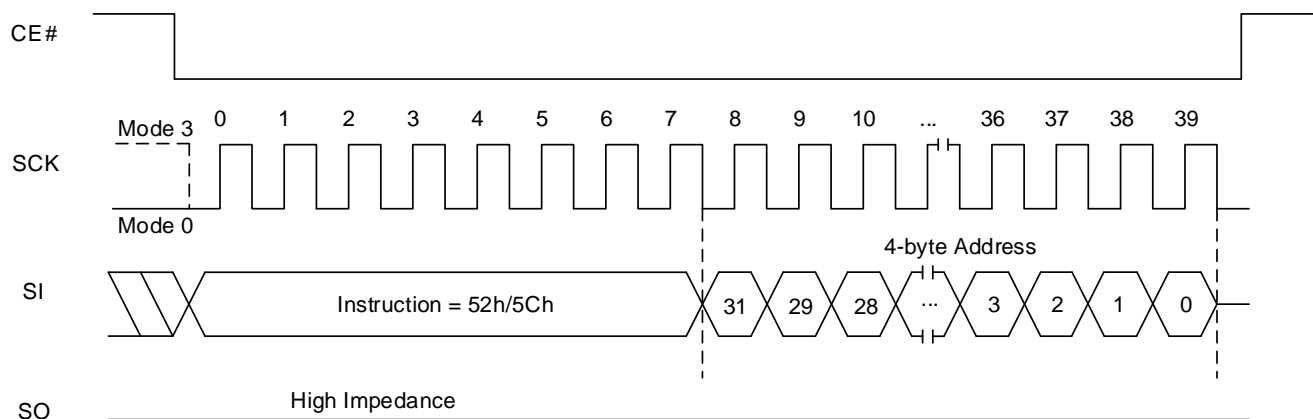 CE#
0 1 2 3 4 5 6 7 8 9 10 ... 36 37 38 39
Mode 3
SCK
Mode 0
4-byte Address
SI
Instruction = 52h/5Ch
31 29 28 ... 3 2 1 0
High Impedance
SO